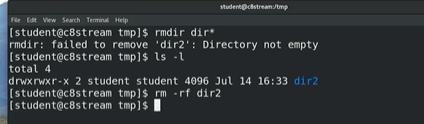 student@c8stream:/tmp
File Edit View Search Terminal Help
[student@c8stream tmp]$ rmdir dir*
rmdir: failed to remove 'dir2': Directory not empty
[student@c8stream tmp]$ ls -l
total 4
drwxrwxr-x 2 student student 4096 Jul 14 16:33 dir2
[student@c8stream tmp]$ rm -rf dir2
[student@c8stream tmp]$